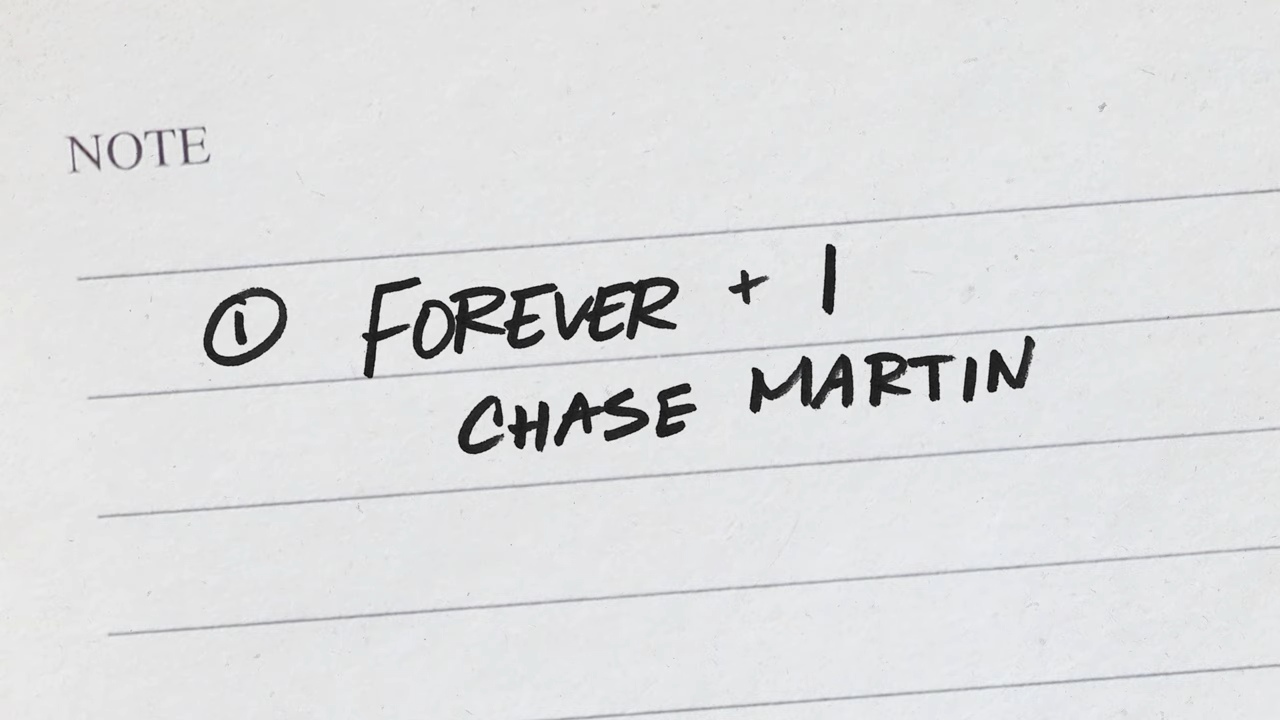 NOTE
① FOREVER + 1
CHASE MARTIN